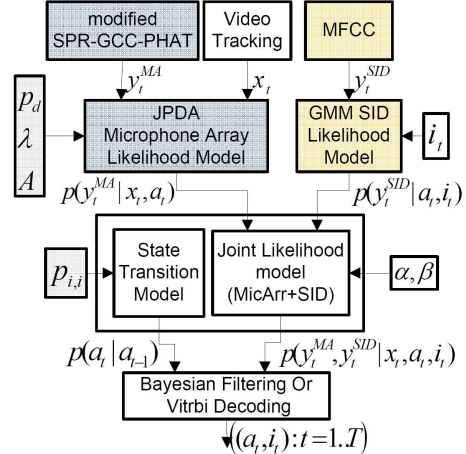 modified
SPR-GCC-PHAT
Video
Tracking
MFCC
y_t^{MA}
x_t
y_t^{SID}
p_d
λ
A
JPDA
Microphone Array
Likelihood Model
GMM SID
Likelihood
Model
i_t
p(y_t^{MA} | x_t, a_t)
p(y_t^{SID} | a_t, i_t)
p_{i,i}
State
Transition
Model
Joint Likelihood
model
(MicArr+SID)
α, β
p(a_t | a_{t-1})
p(y_t^{MA}, y_t^{SID} | x_t, a_t, i_t)
Bayesian Filtering Or
Vitrbi Decoding
((a_t, i_t) : t = 1..T)